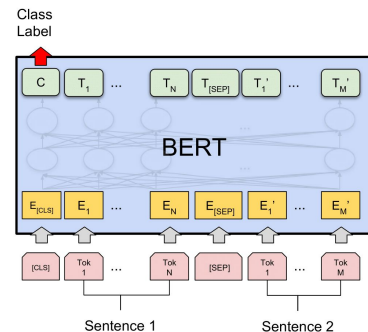 Class
Label
C T1 ... TN T[SEP] T1' ... TM'
...
BERT
...
E[CLS] E1 ... EN E[SEP] E1' ... EM'
[CLS] Tok 1 ... Tok N [SEP] Tok 1 ... Tok M
Sentence 1 Sentence 2